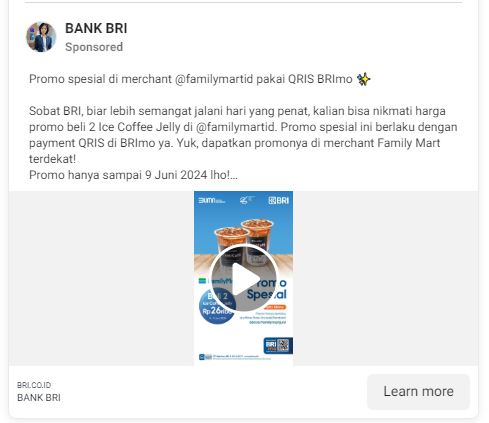 BANK BRI
Sponsored
Promo spesial di merchant @familymartid pakai QRIS BRImo ✨
Sobat BRI, biar lebih semangat jalani hari yang penat, kalian bisa nikmati harga
promo beli 2 Ice Coffee Jelly di @familymartid. Promo spesial ini berlaku dengan
payment QRIS di BRImo ya. Yuk, dapatkan promonya di merchant Family Mart
terdekat!
Promo hanya sampai 9 Juni 2024 lho!...
BUMN
BRI
Promo
Spesial
Beli 2
BRI
BRI.CO.ID
BANK BRI
Learn more